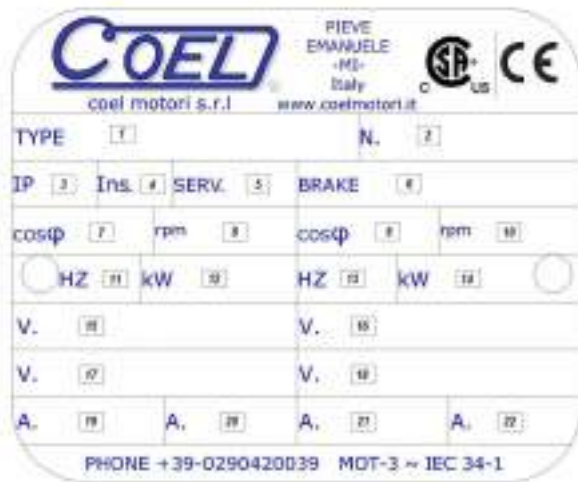 COEL
PIEVE
EMANUELE
-MI-
Italy
coel motori s.r.l
www.coelmotori.it
C SA + US CE
TYPE 1 N. 2
IP 3 Ins. 4 SERV. 5 BRAKE 6
cosφ 7 rpm 8 cosφ 9 rpm 10
HZ 11 kW 12 HZ 13 kW 14
V. 15 V. 16
V. 17 V. 18
A. 19 A. 20 A. 21 A. 22
PHONE +39-0290420039 MOT-3 ~ IEC 34-1